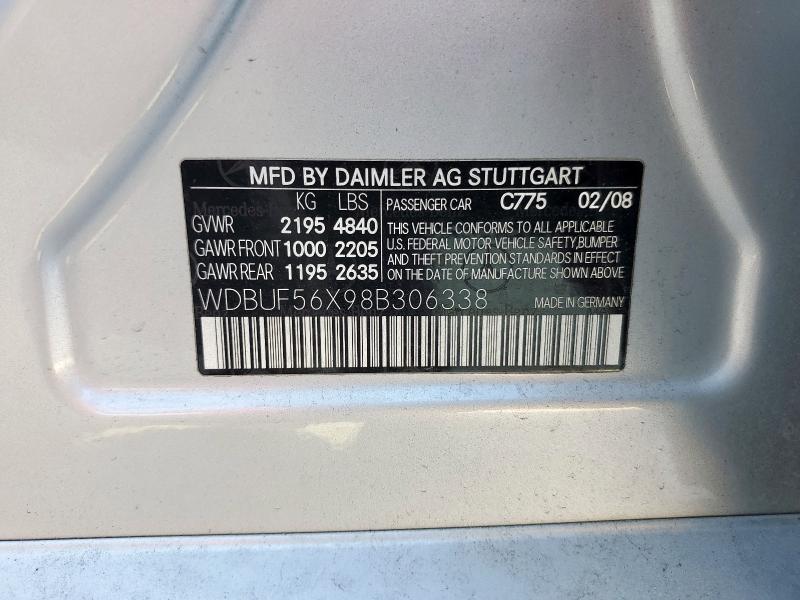 MFD BY DAIMLER AG STUTTGART
KG LBS
GVWR 2195 4840
GAWR FRONT 1000 2205
GAWR REAR 1195 2635
PASSENGER CAR C775 02/08
THIS VEHICLE CONFORMS TO ALL APPLICABLE
U.S. FEDERAL MOTOR VEHICLE SAFETY,BUMPER
AND THEFT PREVENTION STANDARDS IN EFFECT
ON THE DATE OF MANUFACTURE SHOWN ABOVE
WDBUF56X98B306338
MADE IN GERMANY